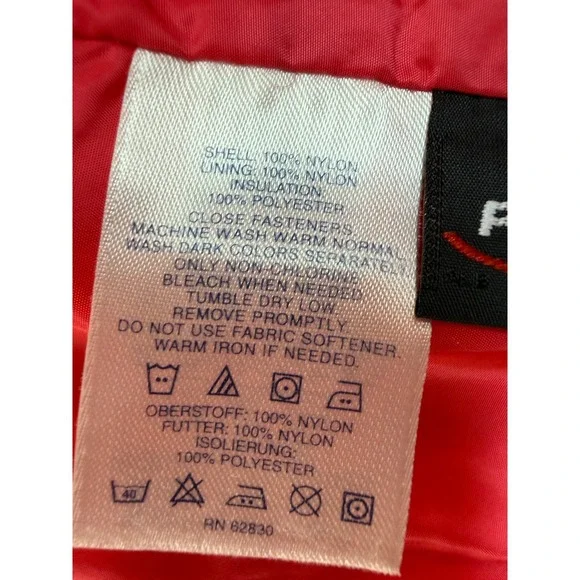 SHELL: 100% NYLON
LINING: 100% NYLON
INSULATION:
100% POLYESTER
CLOSE FASTENERS.
MACHINE WASH WARM NORMAL.
WASH DARK COLORS SEPARATELY.
ONLY NON-CHLORINE
BLEACH WHEN NEEDED.
TUMBLE DRY LOW.
REMOVE PROMPTLY.
DO NOT USE FABRIC SOFTENER.
WARM IRON IF NEEDED.
OBERSTOFF: 100% NYLON
FUTTER: 100% NYLON
ISOLIERUNG:
100% POLYESTER
40
RN 62830